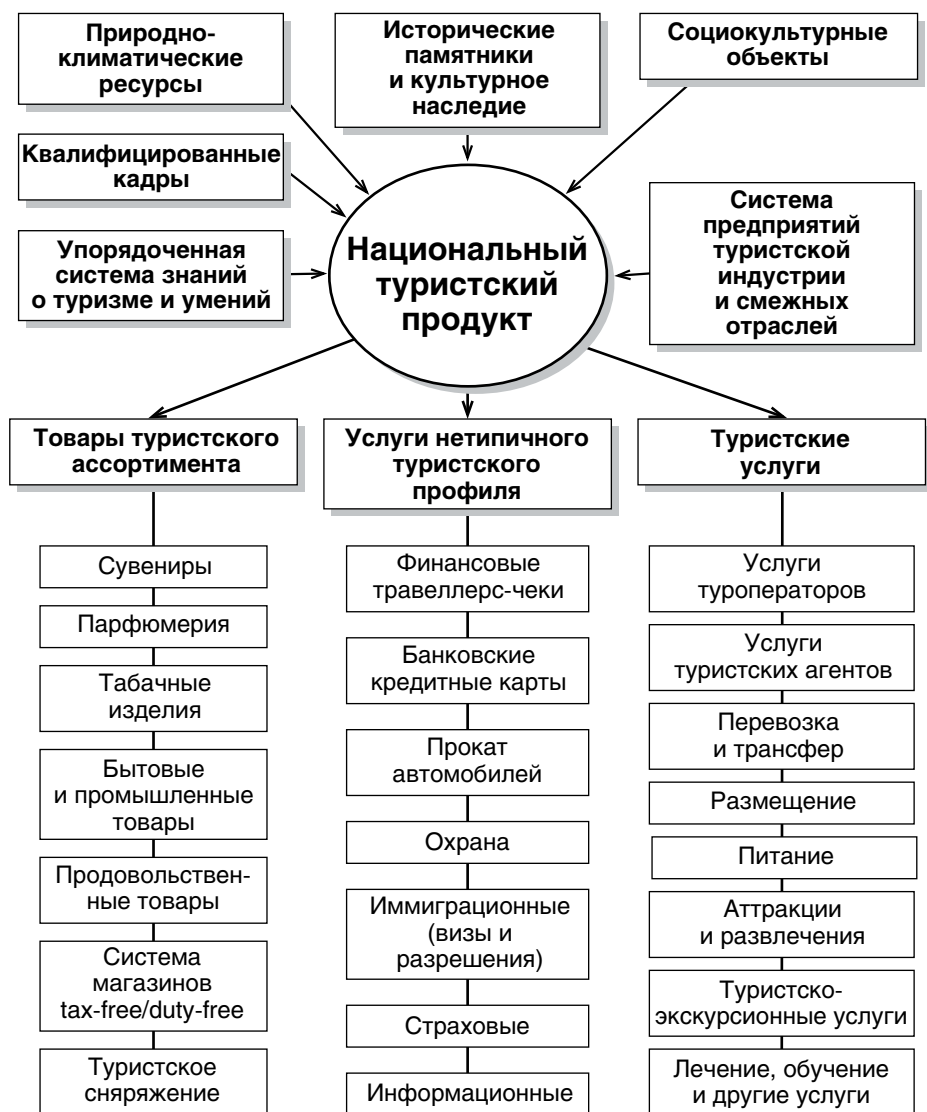 Природно-
климатические
ресурсы
Исторические
памятники
и культурное
наследие
Социокультурные
объекты
Квалифицированные
кадры
Упорядоченная
система знаний
о туризме и умений
Национальный
туристский
продукт
Система
предприятий
туристской
индустрии
и смежных
отраслей
Товары туристского
ассортимента
Сувениры
Парфюмерия
Табачные
изделия
Бытовые
и промышленные
товары
Продовольствен-
ные товары
Система
магазинов
tax-free/duty-free
Туристское
сняряжение
Услуги нетипичного
туристского
профиля
Финансовые
травеллерс-чеки
Банковские
кредитные карты
Прокат
автомобилей
Охрана
Иммиграционные
(визы и
разрешения)
Страховые
Информационные
Туристские
услуги
Услуги
туроператоров
Услуги
туристских агентов
Перевозка
и трансфер
Размещение
Питание
Аттракции
и развлечения
Туристско-
экскурсионные услуги
Лечение, обучение
и другие услуги